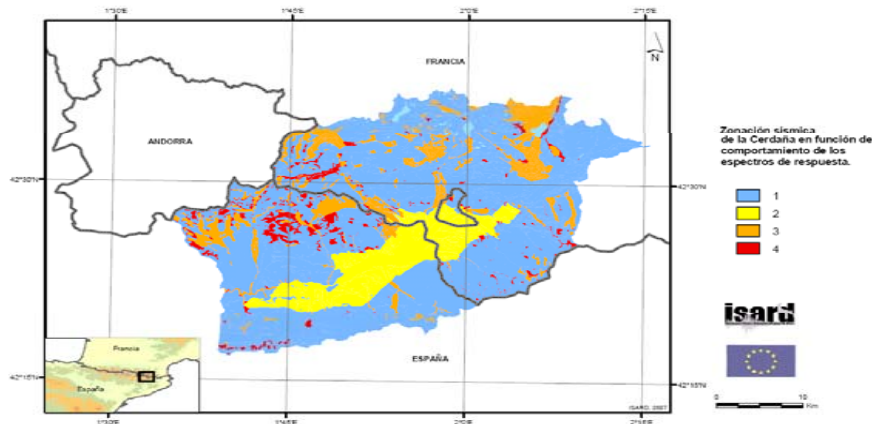 1°30'E
1°45'E
2°0'E
2°15'E
FRANCIA
N
ANDORRA
42°30'N
42°30'N
Zonación sísmica
de la Cerdaña en función de
comportamiento de los
espectros de respuesta.
1
2
3
4
isard
ESPAÑA
Francia
España
42°15'N
42°15'N
ISARD, 2007
0
10
Km
1°30'E
1°45'E
2°0'E